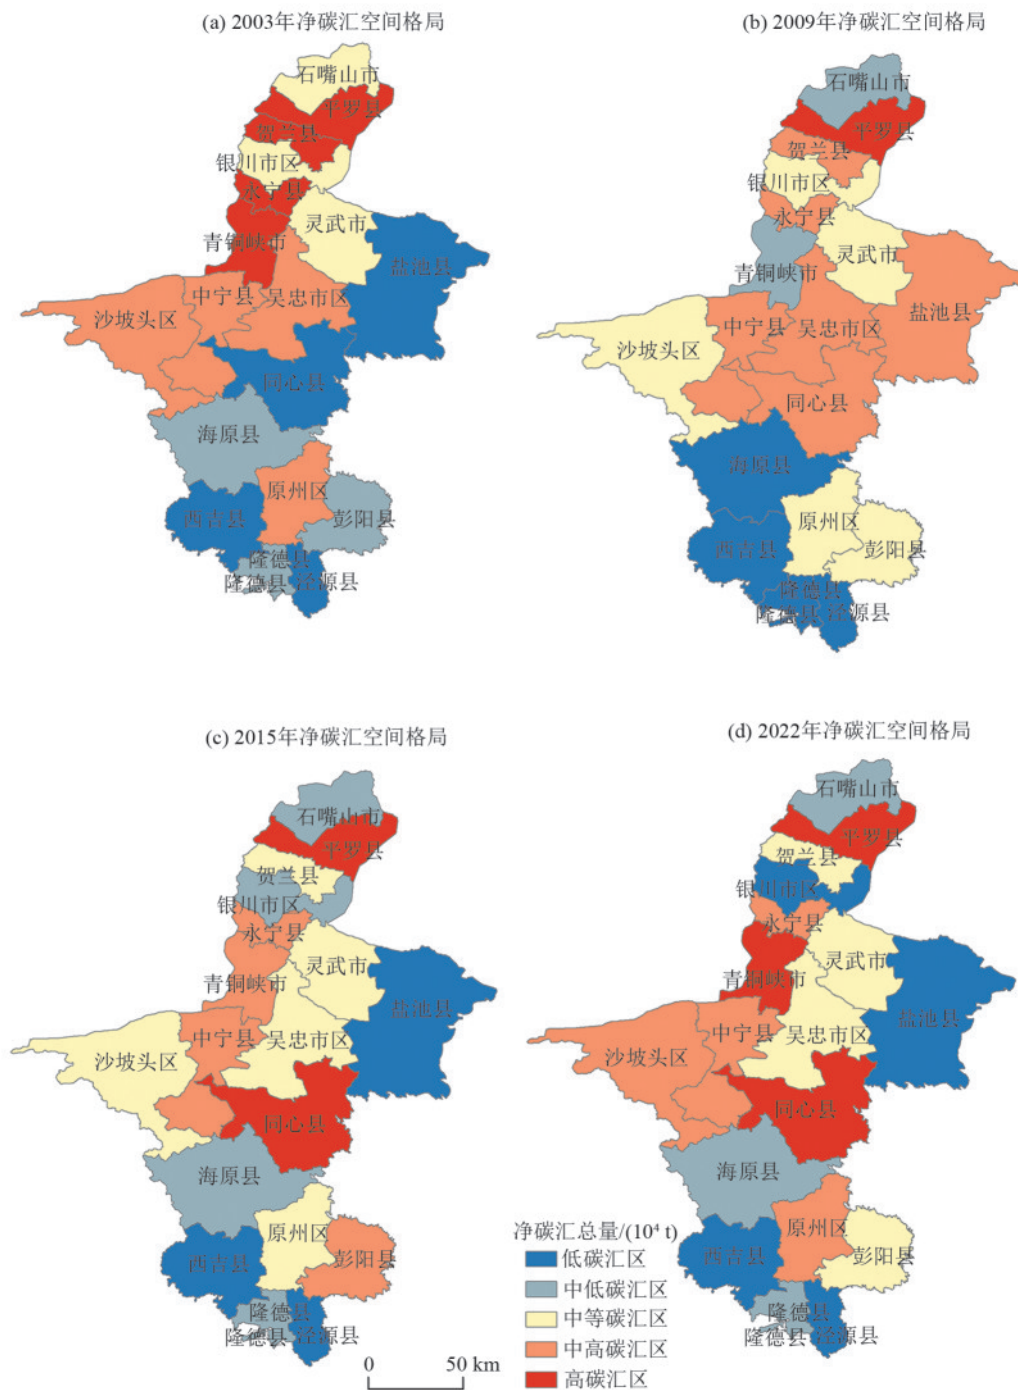 (a) 2003年净碳汇空间格局
石嘴山市
平罗县
贺兰县
银川市区
永宁县
灵武市
青铜峡市
盐池县
中宁县
吴忠市区
沙坡头区
同心县
海原县
原州区
西吉县
彭阳县
隆德县
隆德县
泾源县
(b) 2009年净碳汇空间格局
石嘴山市
平罗县
贺兰县
银川市区
永宁县
灵武市
青铜峡市
盐池县
中宁县
吴忠市区
沙坡头区
同心县
海原县
原州区
西吉县
彭阳县
隆德县
隆德县
泾源县
(c) 2015年净碳汇空间格局
石嘴山市
平罗县
贺兰县
银川市区
永宁县
灵武市
青铜峡市
盐池县
中宁县
吴忠市区
沙坡头区
同心县
海原县
原州区
西吉县
彭阳县
隆德县
隆德县
泾源县
(d) 2022年净碳汇空间格局
石嘴山市
平罗县
贺兰县
银川市区
永宁县
灵武市
青铜峡市
盐池县
中宁县
吴忠市区
沙坡头区
同心县
海原县
原州区
西吉县
彭阳县
隆德县
隆德县
泾源县
净碳汇总量/(10⁴ t)
低碳汇区
中低碳汇区
中等碳汇区
中高碳汇区
高碳汇区
0 50 km